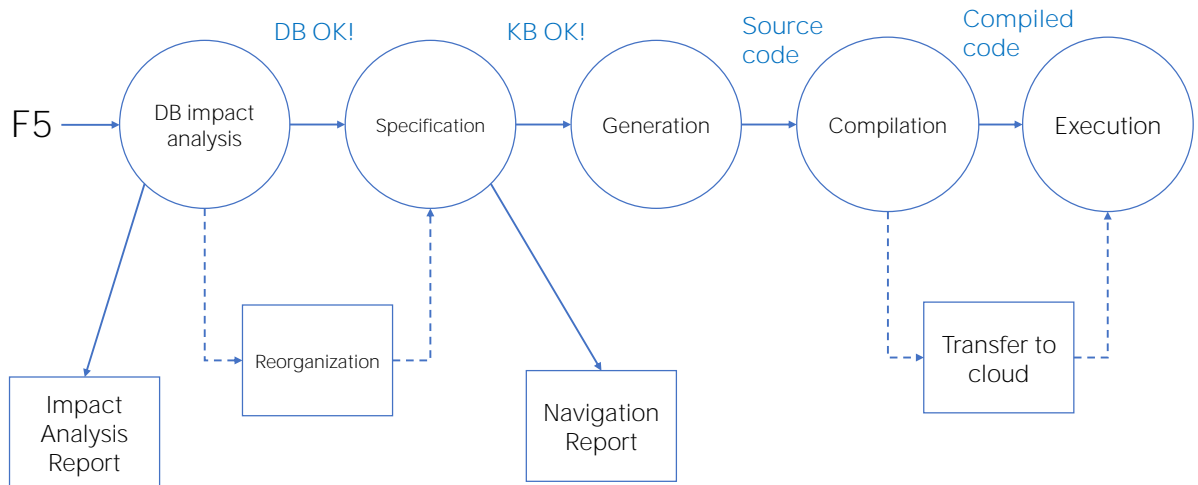 DB OK!
KB OK!
Source
code
Compiled
code
F5
DB impact
analysis
Specification
Generation
Compilation
Execution
Reorganization
Transfer to
cloud
Impact
Analysis
Report
Navigation
Report